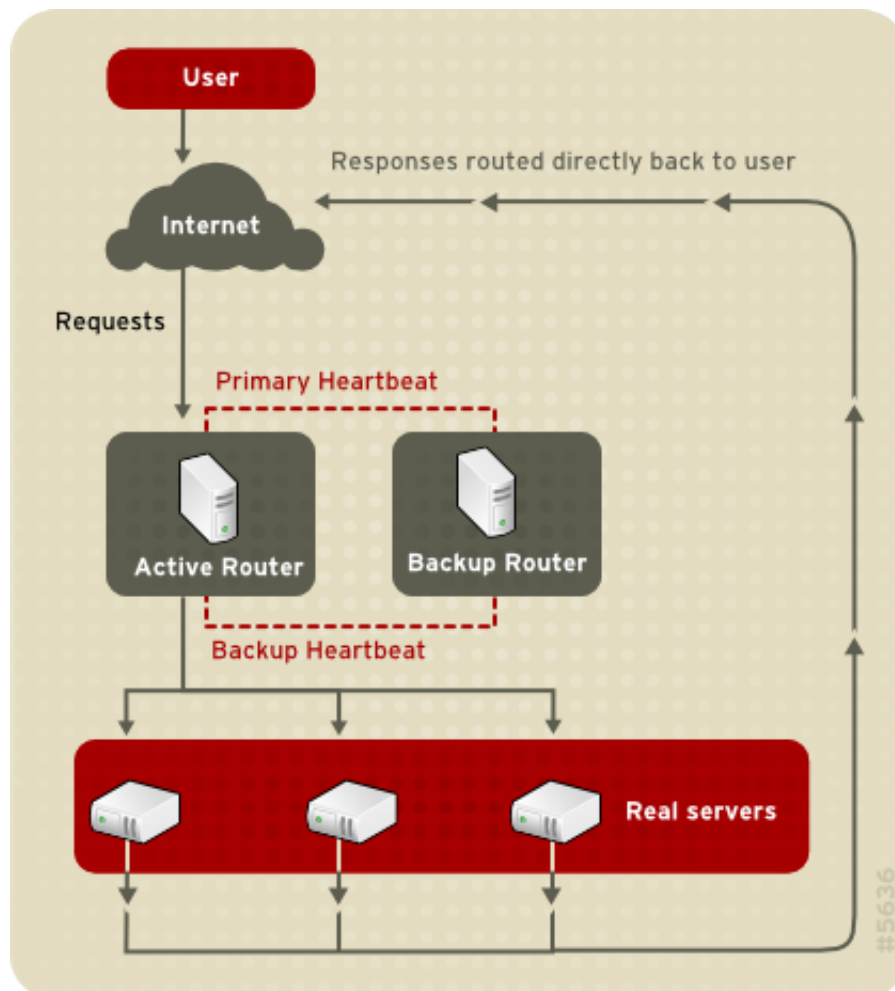 User
Responses routed directly back to user
Internet
Requests
Primary Heartbeat
Active Router
Backup Router
Backup Heartbeat
Real servers
#5636